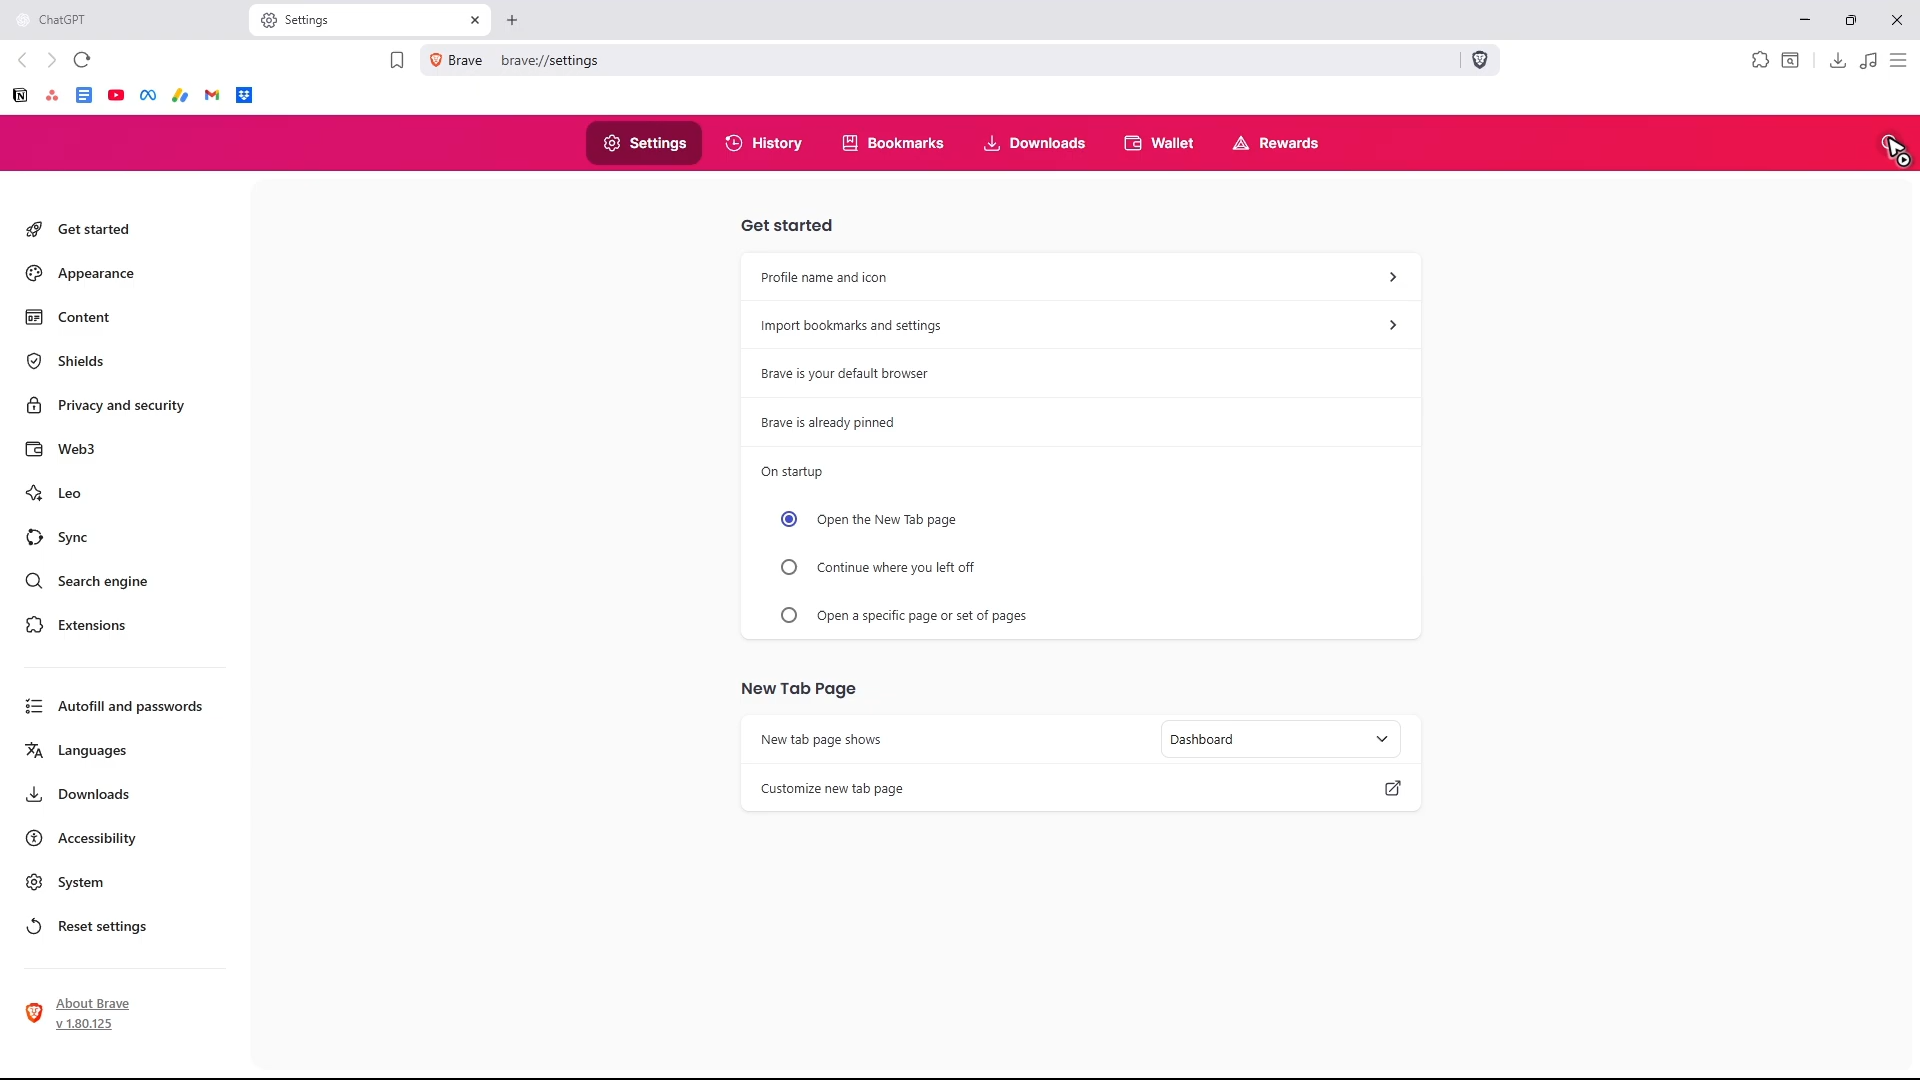 ChatGPT
Settings
Brave brave://settings
Settings History Bookmarks Downloads Wallet Rewards
Get started
Appearance
Content
Shields
Privacy and security
Web3
Leo
Sync
Search engine
Extensions
Autofill and passwords
Languages
Downloads
Accessibility
System
Reset settings
About Brave
v 1.80.125
Get started
Profile name and icon
Import bookmarks and settings
Brave is your default browser
Brave is already pinned
On startup
Open the New Tab page
Continue where you left off
Open a specific page or set of pages
New Tab Page
New tab page shows Dashboard
Customize new tab page